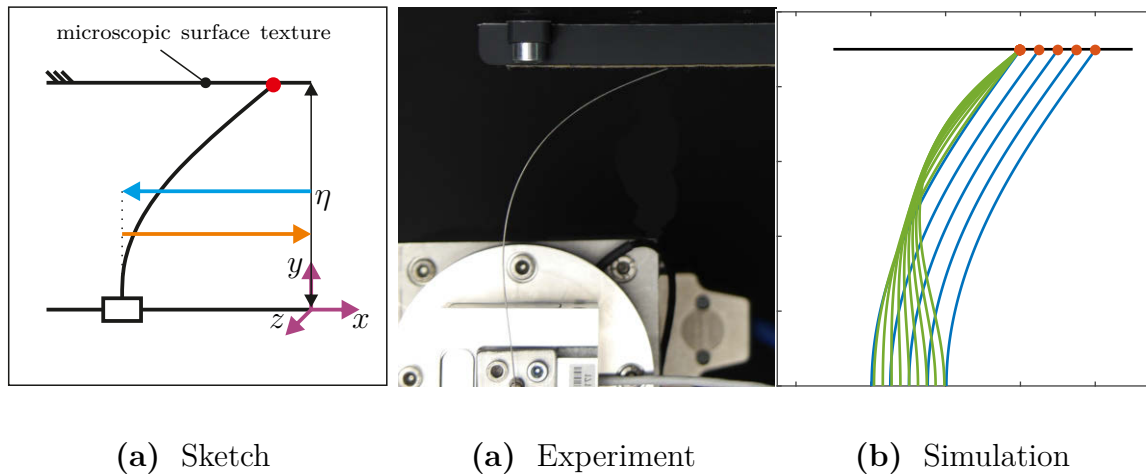 microscopic surface texture
η
y
z
x
(a) Sketch
(a) Experiment
(b) Simulation